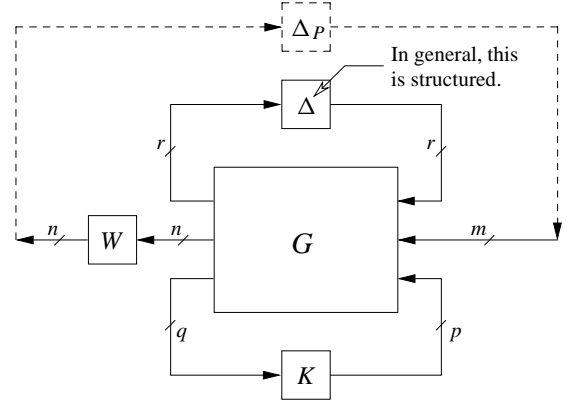 Δ_P
In general, this
is structured.
Δ
r
r
G
n
W
n
m
q
p
K